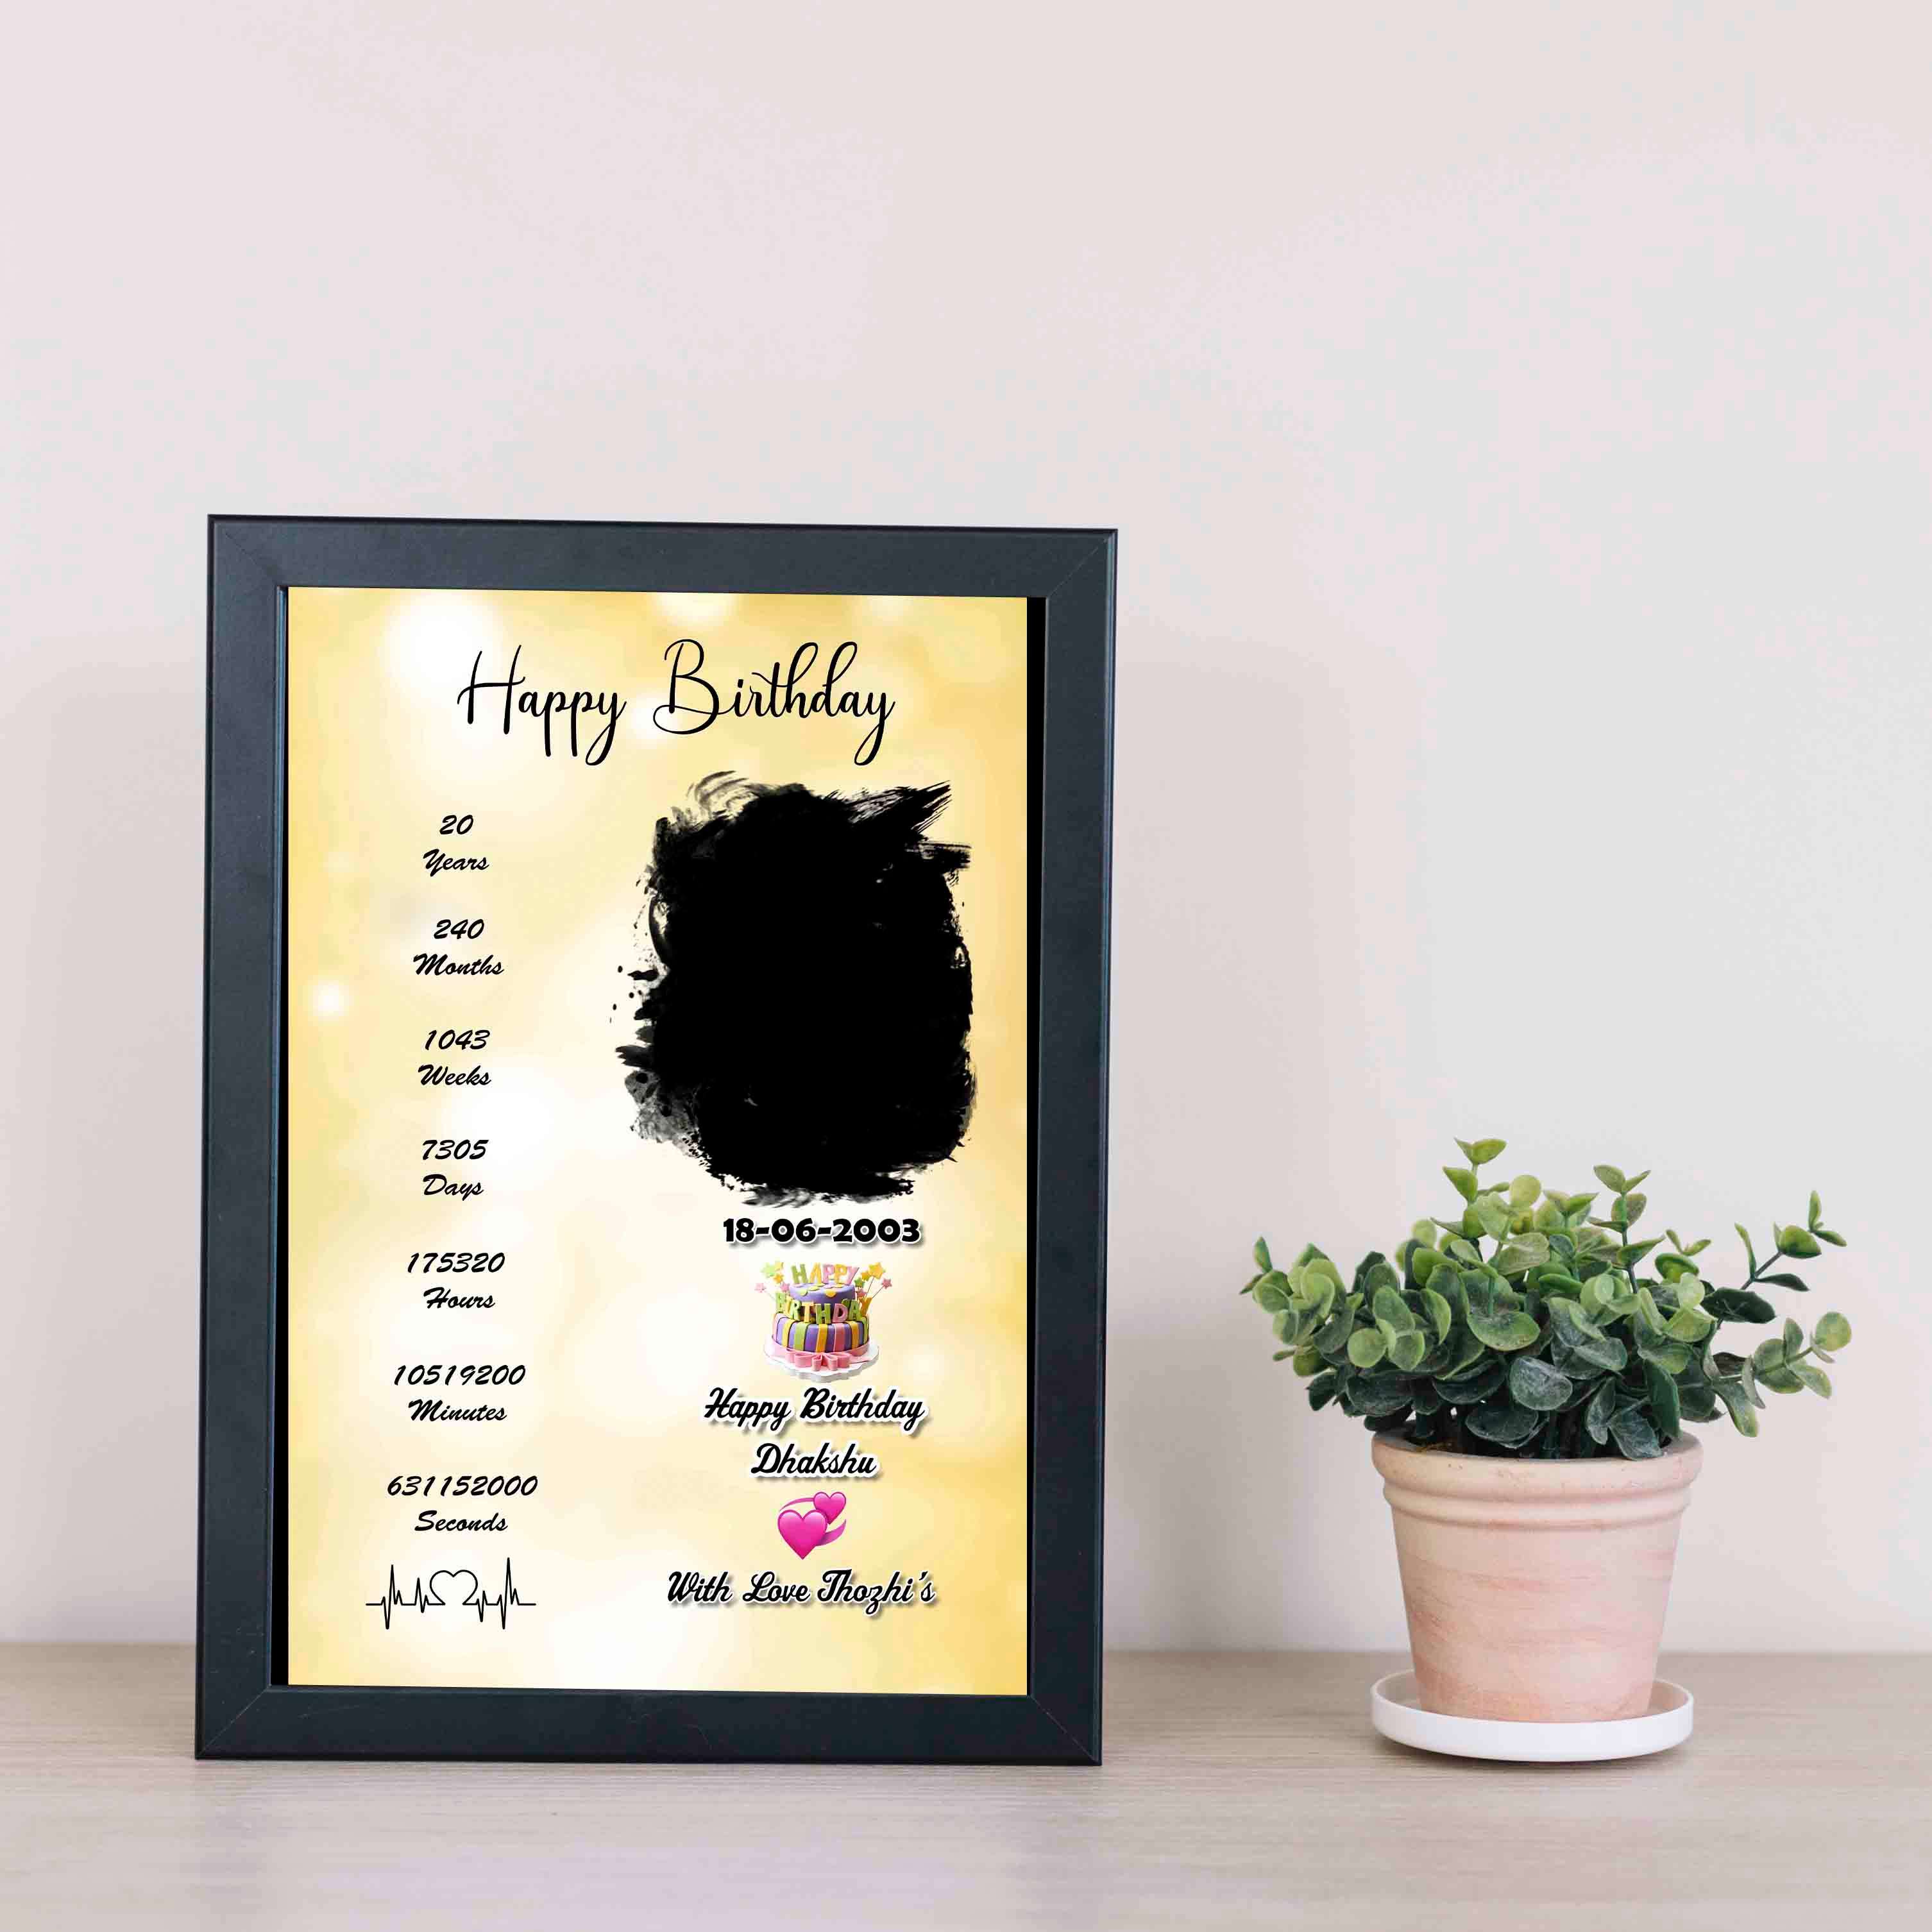 Happy Birthday
20
Years
240
Months
1043
Weeks
7305
Days
175320
Hours
10519200
Minutes
631152000
Seconds
18-06-2003
HAPPY
BIRTHDAY
Happy Birthday
Dhakshu
With Love Thozhi's